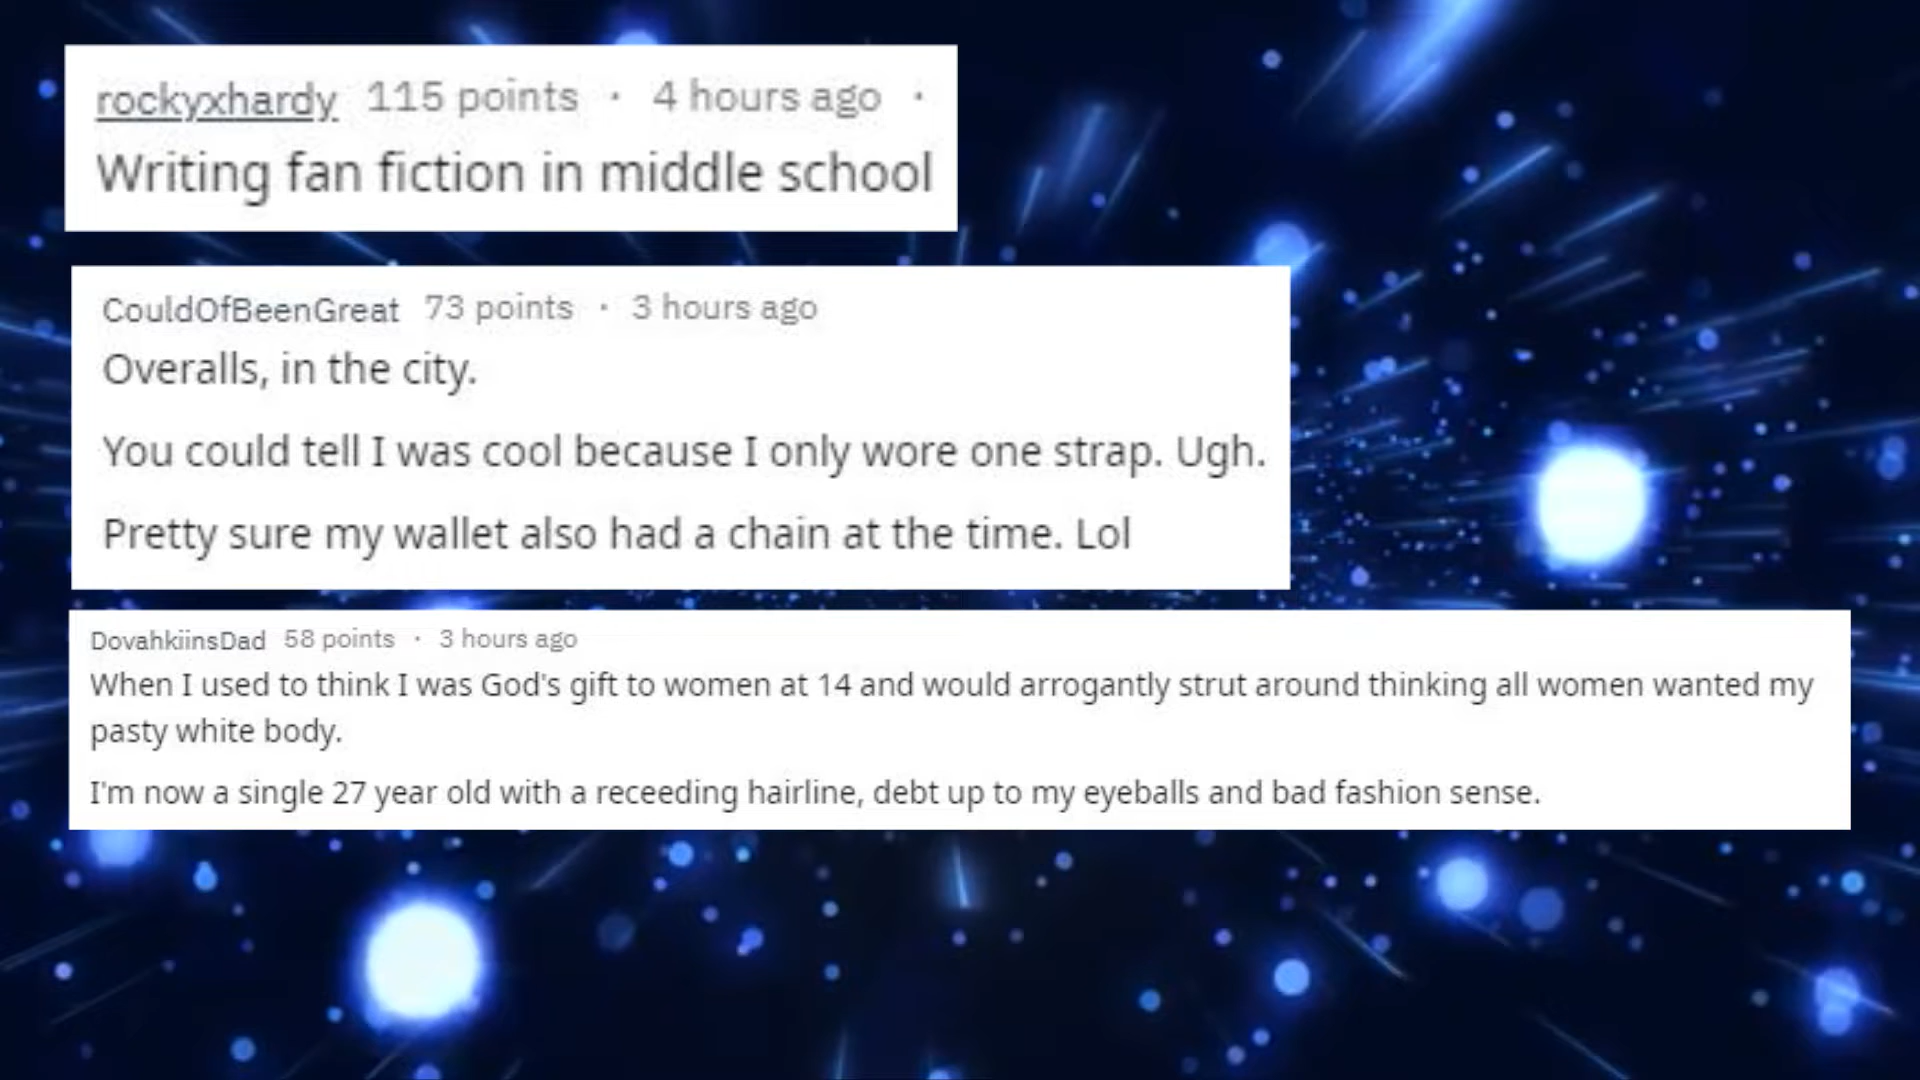 rockyxhardy 115 points · 4 hours ago ·
Writing fan fiction in middle school
CouldOfBeenGreat 73 points · 3 hours ago
Overalls, in the city.
You could tell I was cool because I only wore one strap. Ugh.
Pretty sure my wallet also had a chain at the time. Lol
DovahkiinsDad 58 points · 3 hours ago
When I used to think I was God's gift to women at 14 and would arrogantly strut around thinking all women wanted my
pasty white body.
I'm now a single 27 year old with a receeding hairline, debt up to my eyeballs and bad fashion sense.